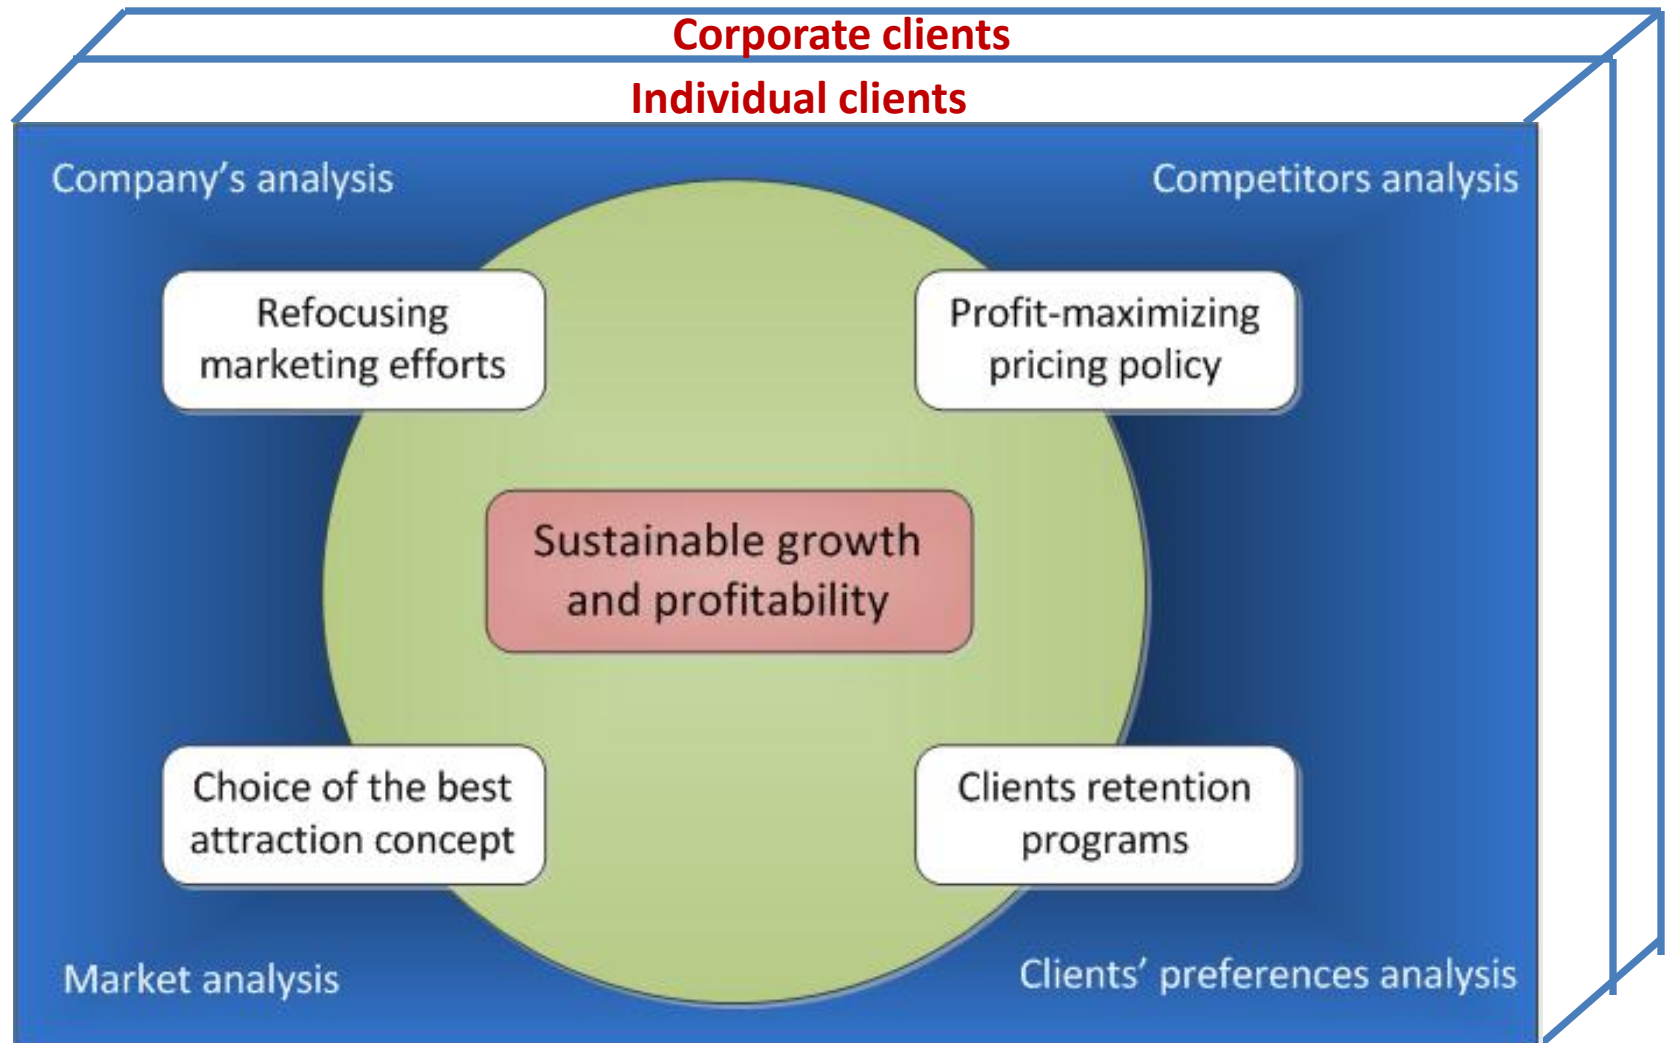 Corporate clients
Individual clients
Company’s analysis
Competitors analysis
Refocusing
marketing efforts
Profit-maximizing
pricing policy
Sustainable growth
and profitability
Choice of the best
attraction concept
Clients retention
programs
Market analysis
Clients’ preferences analysis